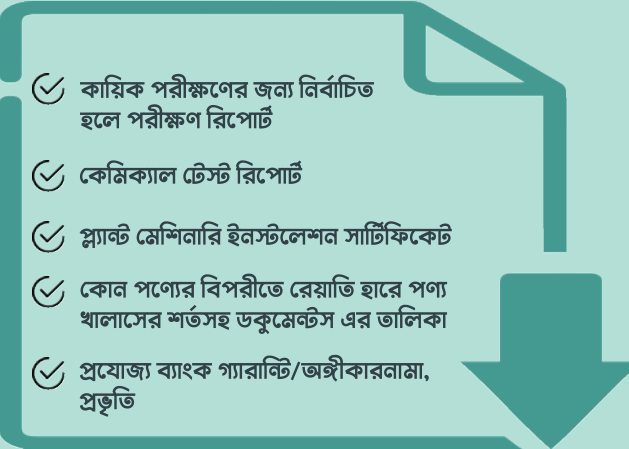 কায়িক পরীক্ষণের জন্য নির্বাচিত
হলে পরীক্ষণ রিপোর্ট
কেমিক্যাল টেস্ট রিপোর্ট
প্ল্যান্ট মেশিনারি ইনস্টলেশন সার্টিফিকেট
কোন পণ্যের বিপরীতে রেয়াতি হারে পণ্য
খালাসের শর্তসহ ডকুমেন্টস এর তালিকা
প্রযোজ্য ব্যাংক গ্যারান্টি/অঙ্গীকারনামা,
প্রভৃতি